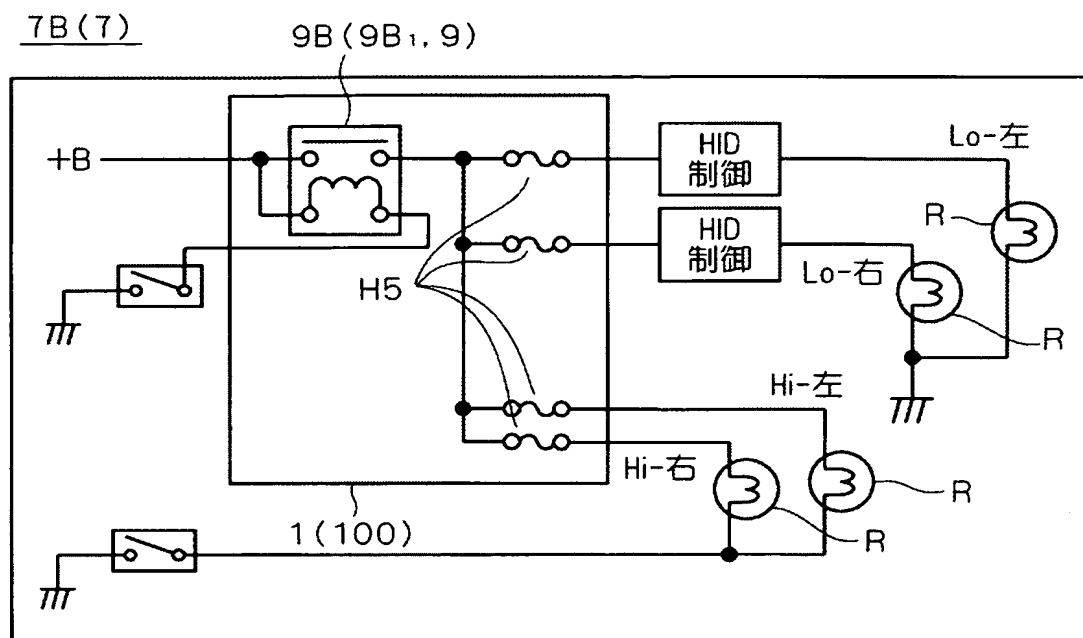 7B(7)
9B(9B₁, 9)
+B
HID
制御
Lo-左
R
HID
制御
Lo-右
R
H5
Hi-左
Hi-右
R
R
1(100)